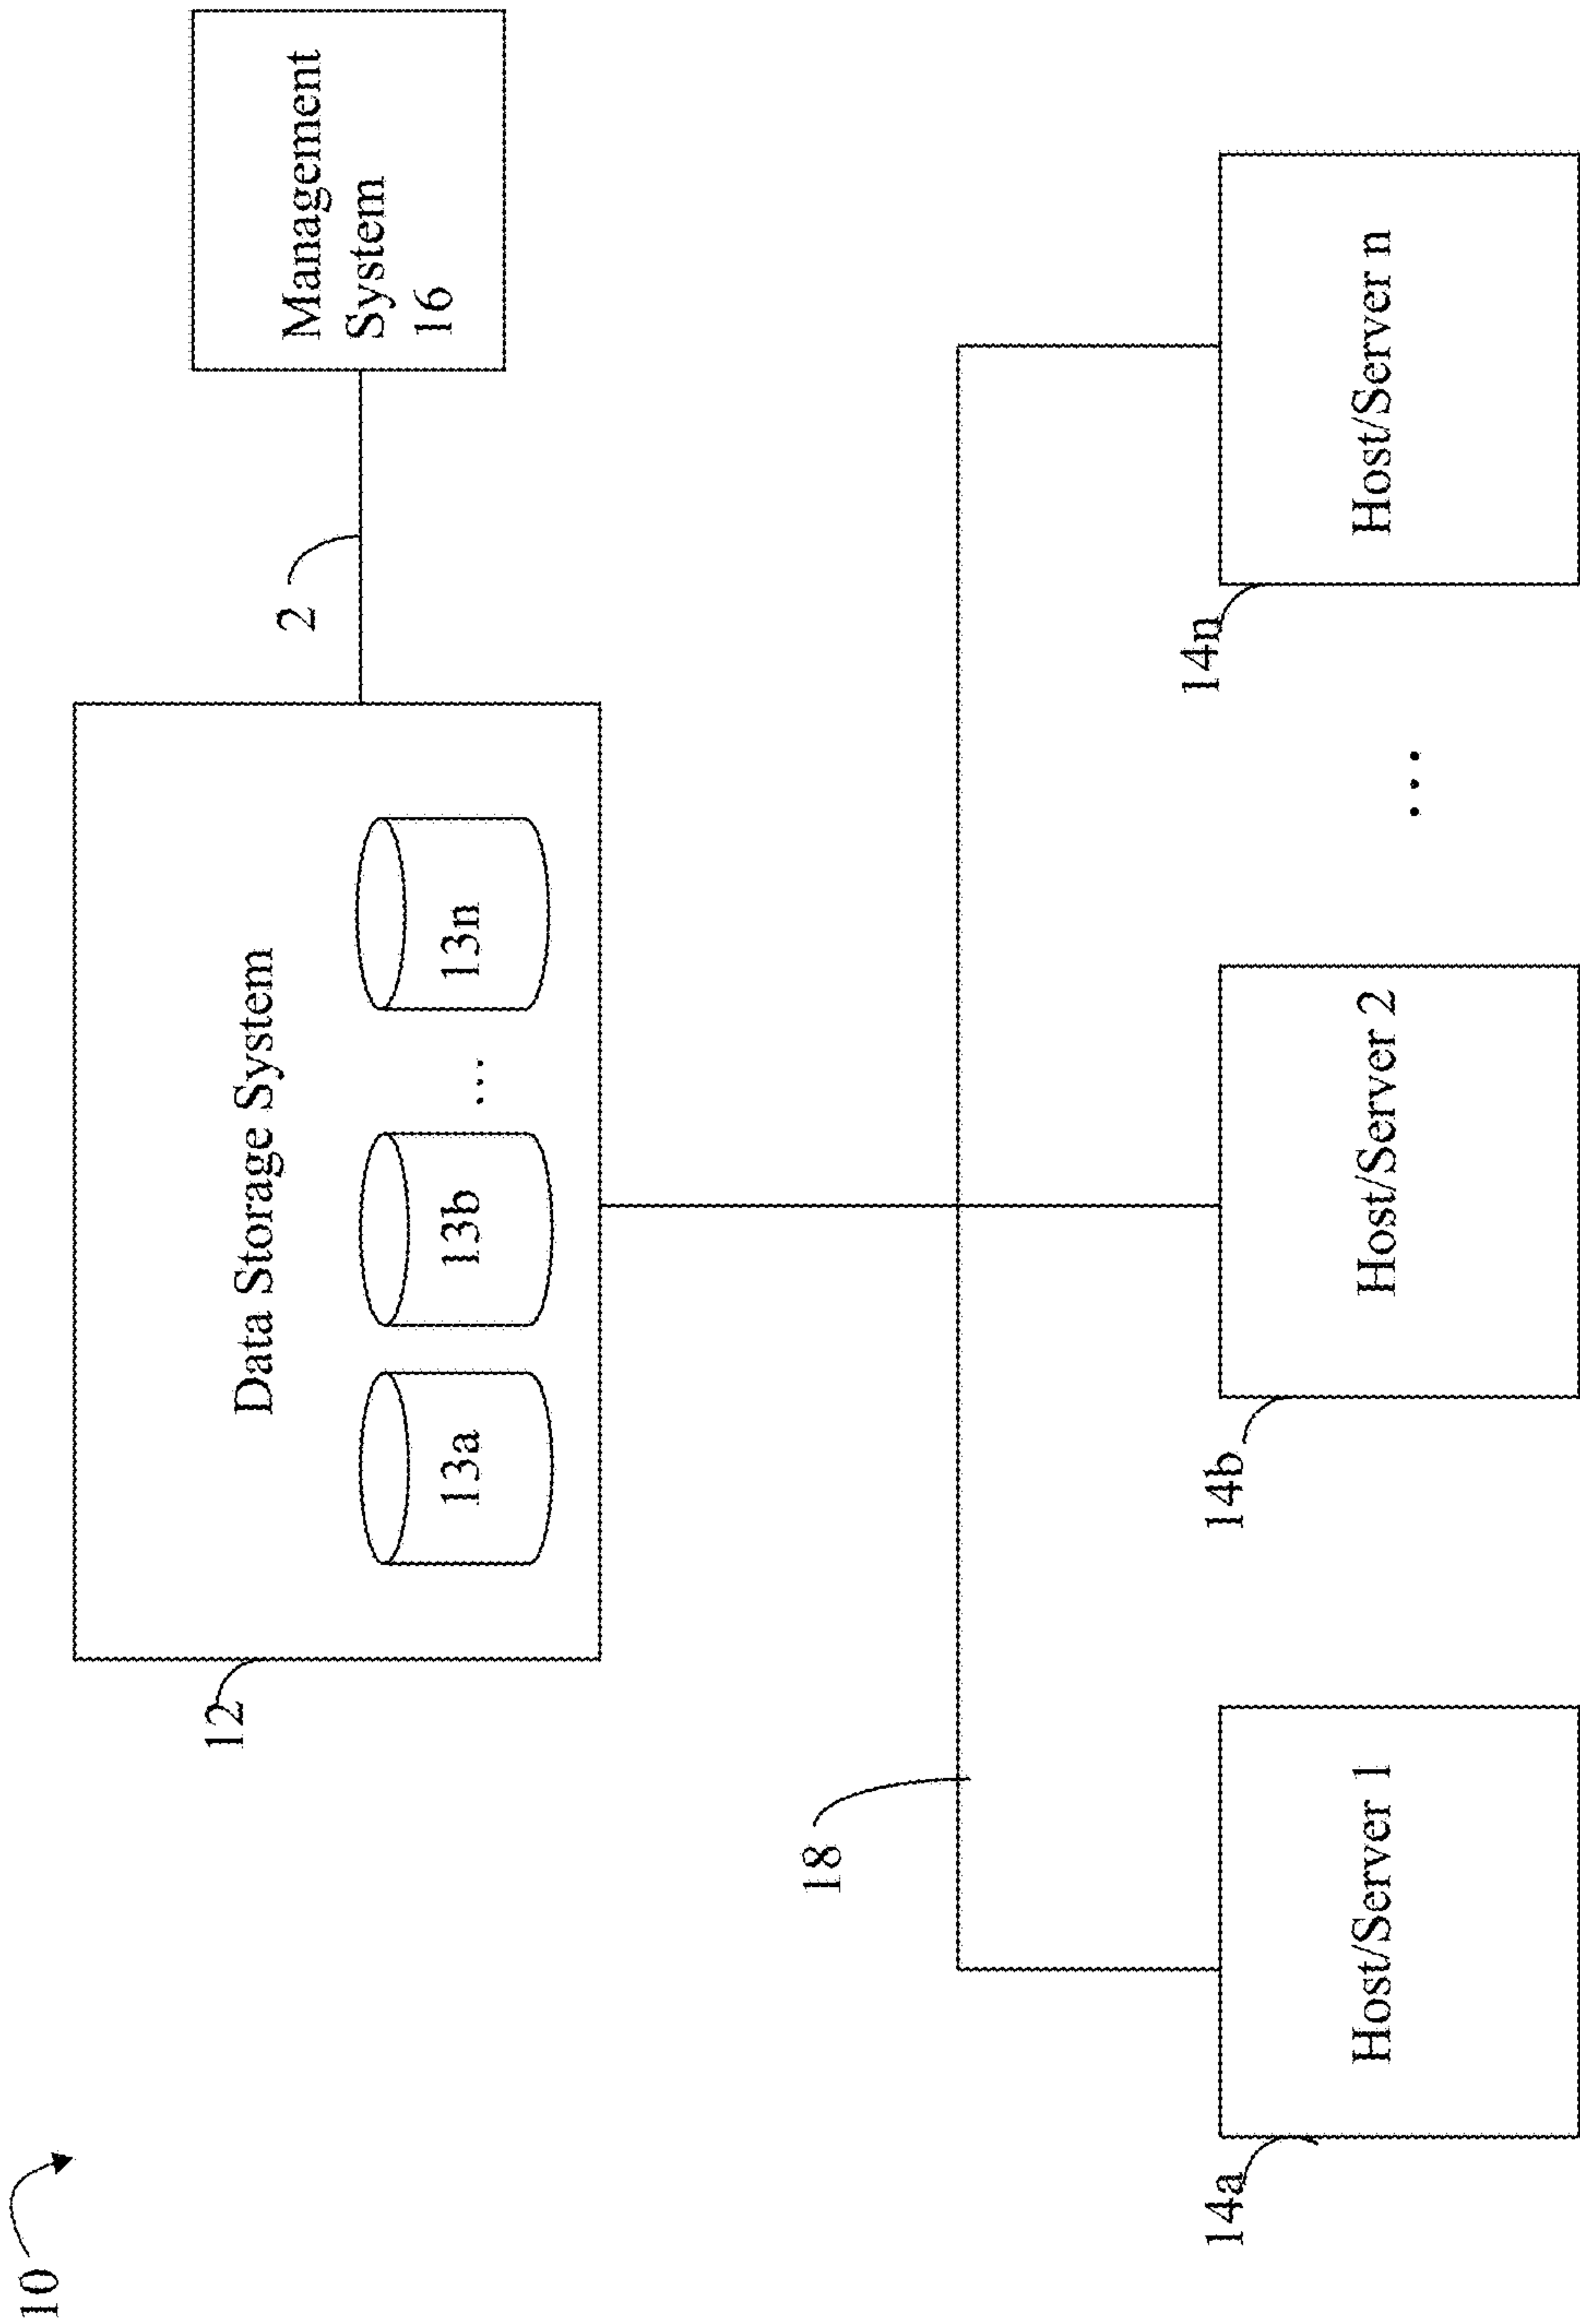 10
12
Data Storage System
13a
13b
...
13n
2
Management
System
16
18
14a
Host/Server 1
14b
Host/Server 2
...
14n
Host/Server n